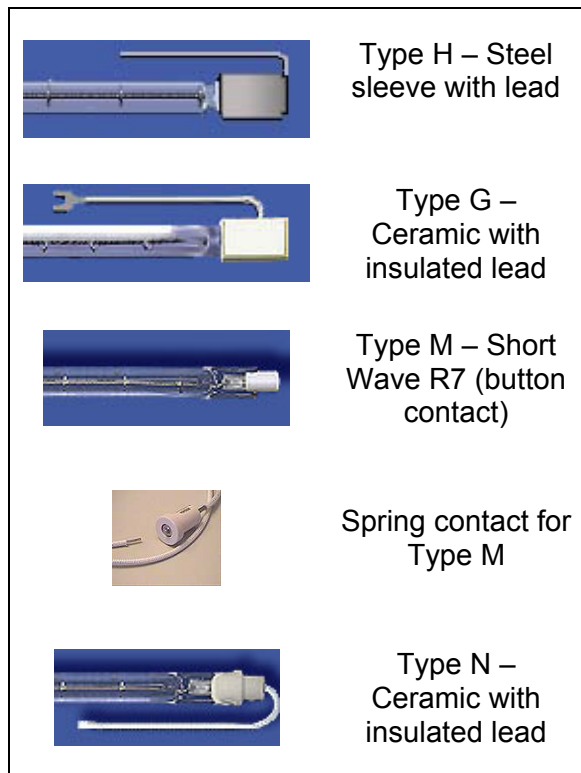 Type H – Steel
sleeve with lead
Type G –
Ceramic with
insulated lead
Type M – Short
Wave R7 (button
contact)
Spring contact for
Type M
Type N –
Ceramic with
insulated lead